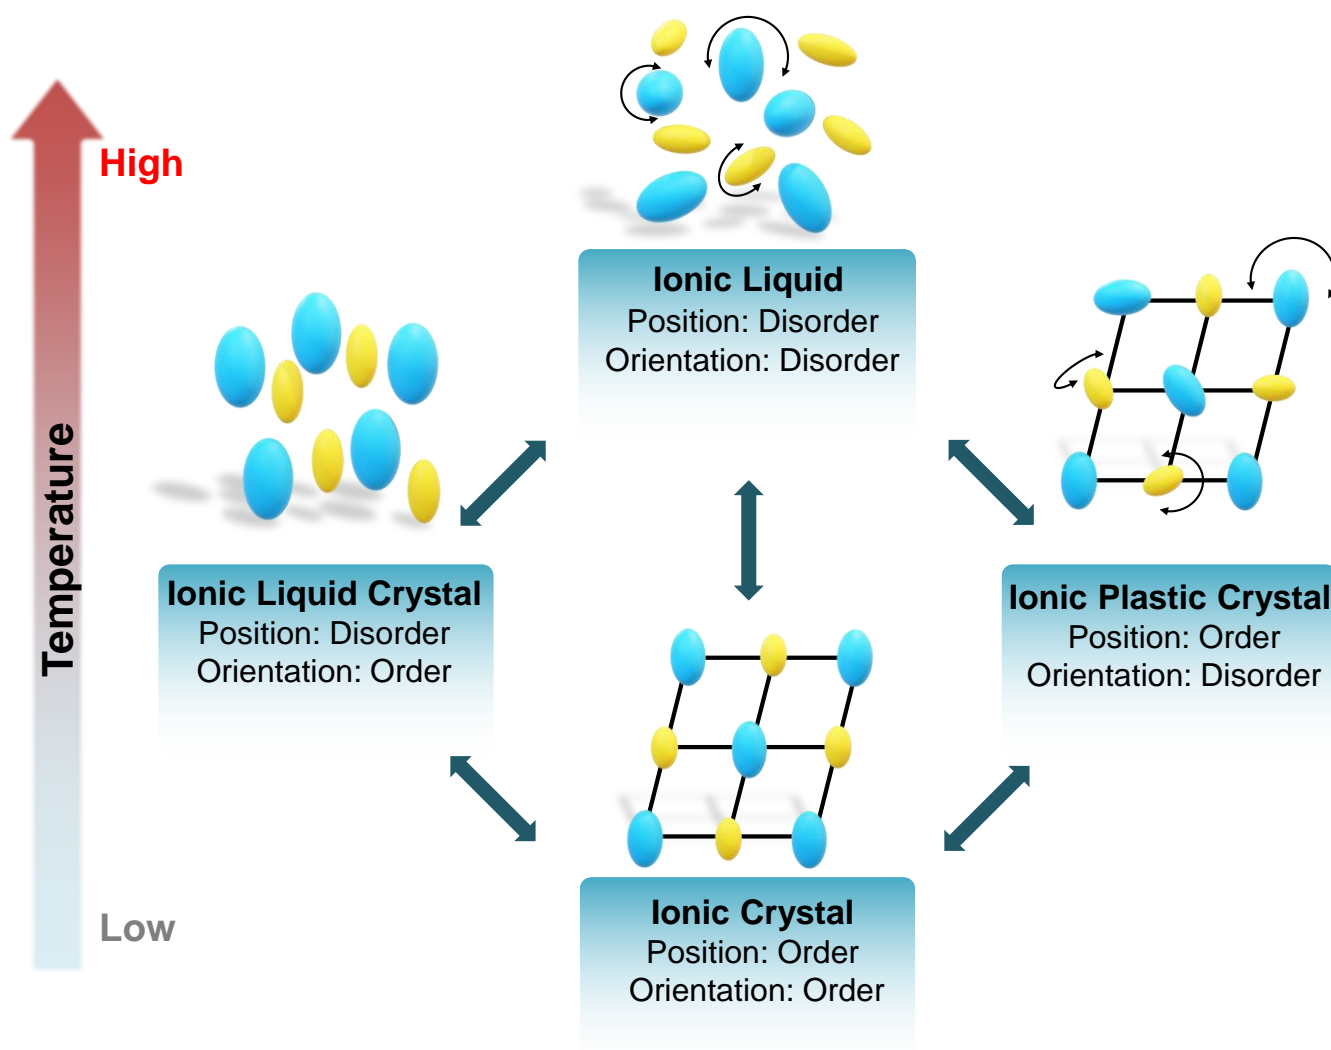 High
Temperature
Low
Ionic Liquid
Position: Disorder
Orientation: Disorder
Ionic Liquid Crystal
Position: Disorder
Orientation: Order
Ionic Plastic Crystal
Position: Order
Orientation: Disorder
Ionic Crystal
Position: Order
Orientation: Order